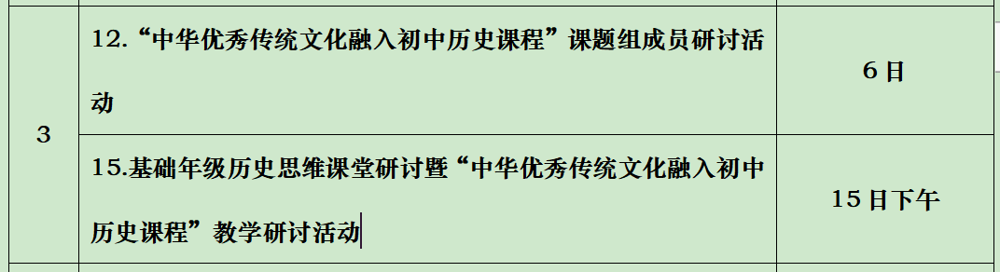 3
12.“中华优秀传统文化融入初中历史课程”课题组成员研讨活
动
6日
15.基础年级历史思维课堂研讨暨“中华优秀传统文化融入初中
历史课程”教学研讨活动
15日下午